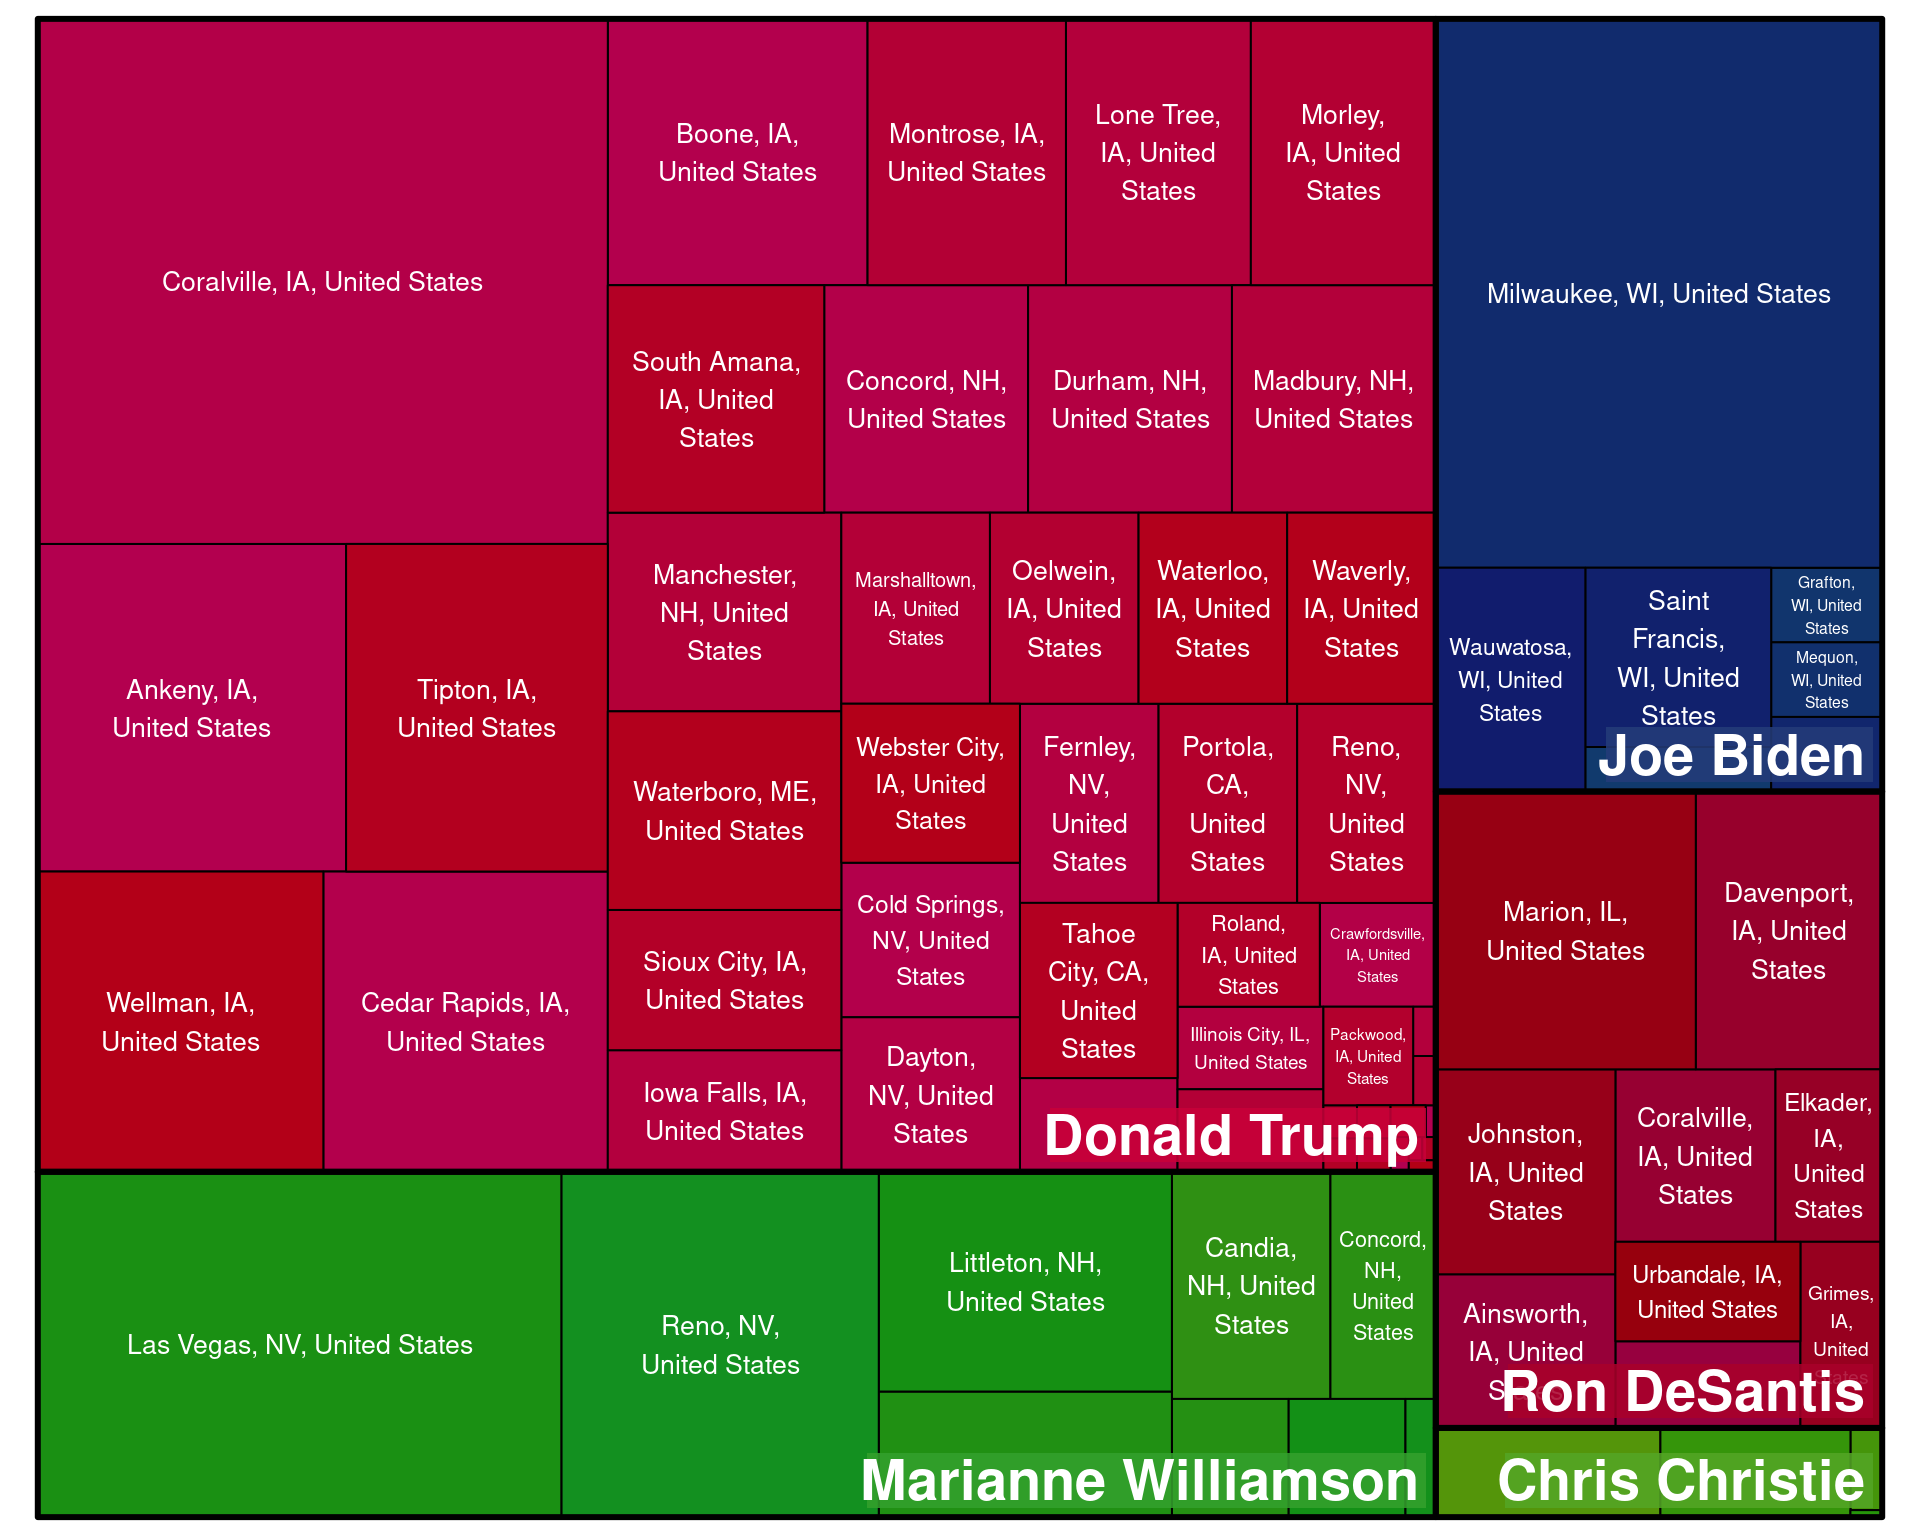 Coralville, IA, United States
Boone, IA,
United States
Montrose, IA,
United States
Lone Tree,
IA, United
States
Morley,
IA, United
States
South Amana,
IA, United
States
Concord, NH,
United States
Durham, NH,
United States
Madbury, NH,
United States
Ankeny, IA,
United States
Tipton, IA,
United States
Wellman, IA,
United States
Cedar Rapids, IA,
United States
Manchester,
NH, United
States
Marshalltown,
IA, United
States
Oelwein,
IA, United
States
Waterloo,
IA, United
States
Waverly,
IA, United
States
Waterboro, ME,
United States
Webster City,
IA, United
States
Fernley,
NV,
United
States
Portola,
CA,
United
States
Reno,
NV,
United
States
Sioux City, IA,
United States
Cold Springs,
NV, United
States
Tahoe
City, CA,
United
States
Roland,
IA, United
States
Crawfordsville,
IA, United
States
Iowa Falls, IA,
United States
Dayton,
NV, United
States
Illinois City, IL,
United States
Packwood,
IA, United
States
Donald Trump
Milwaukee, WI, United States
Wauwatosa,
WI, United
States
Saint
Francis,
WI, United
States
Grafton,
WI, United
States
Mequon,
WI, United
States
Joe Biden
Marion, IL,
United States
Davenport,
IA, United
States
Johnston,
IA, United
States
Coralville,
IA, United
States
Elkader,
IA,
United
States
Ainsworth,
IA, United
Urbandale, IA,
United States
Grimes,
IA,
United
States
Ron DeSantis
Las Vegas, NV, United States
Reno, NV,
United States
Littleton, NH,
United States
Candia,
NH, United
States
Concord,
NH,
United
States
Marianne Williamson
Chris Christie